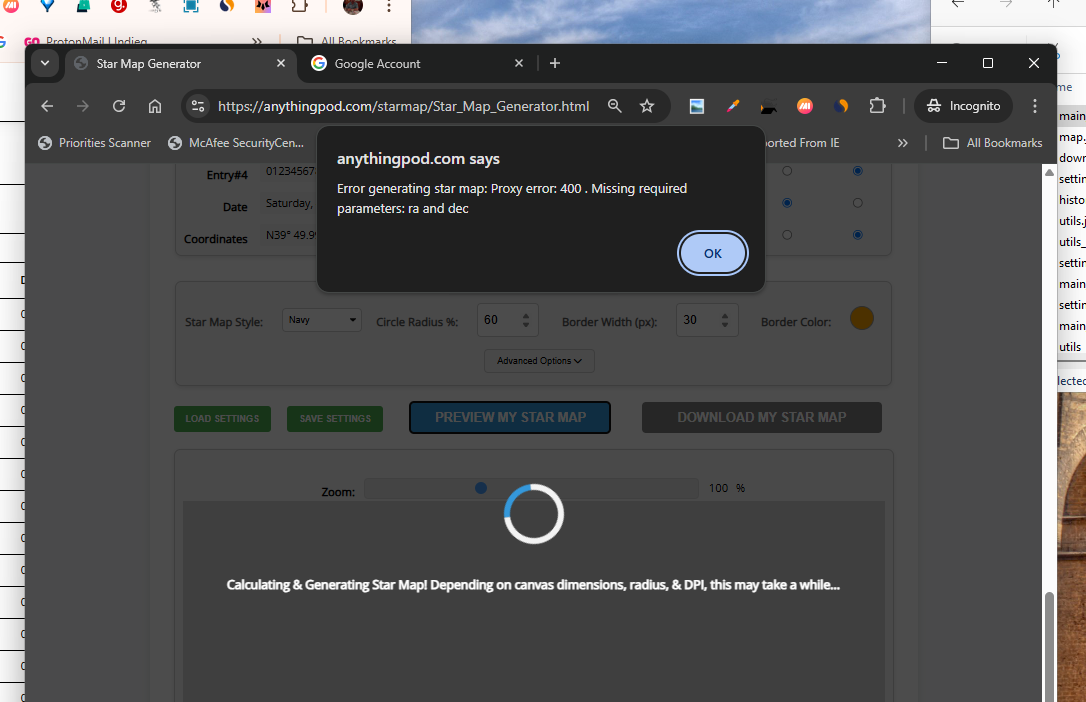 ProtonMail | Indieg
All Bookmarks
Star Map Generator
Google Account
https://anythingpod.com/starmap/Star_Map_Generator.html
Incognito
Priorities Scanner
McAfee SecurityCen...
ported From IE
All Bookmarks
anythingpod.com says
Error generating star map: Proxy error: 400 . Missing required
parameters: ra and dec
OK
Entry#4
01234567
Date
Saturday,
Coordinates
N39° 49.99
Star Map Style:
Navy
Circle Radius %:
60
Border Width (px):
30
Border Color:
Advanced Options
LOAD SETTINGS
SAVE SETTINGS
PREVIEW MY STAR MAP
DOWNLOAD MY STAR MAP
Zoom:
100 %
Calculating & Generating Star Map! Depending on canvas dimensions, radius, & DPI, this may take a while...
me
main
map.
down
settin
histo
utils.j
utils_
settin
main
settin
main
utils
lected